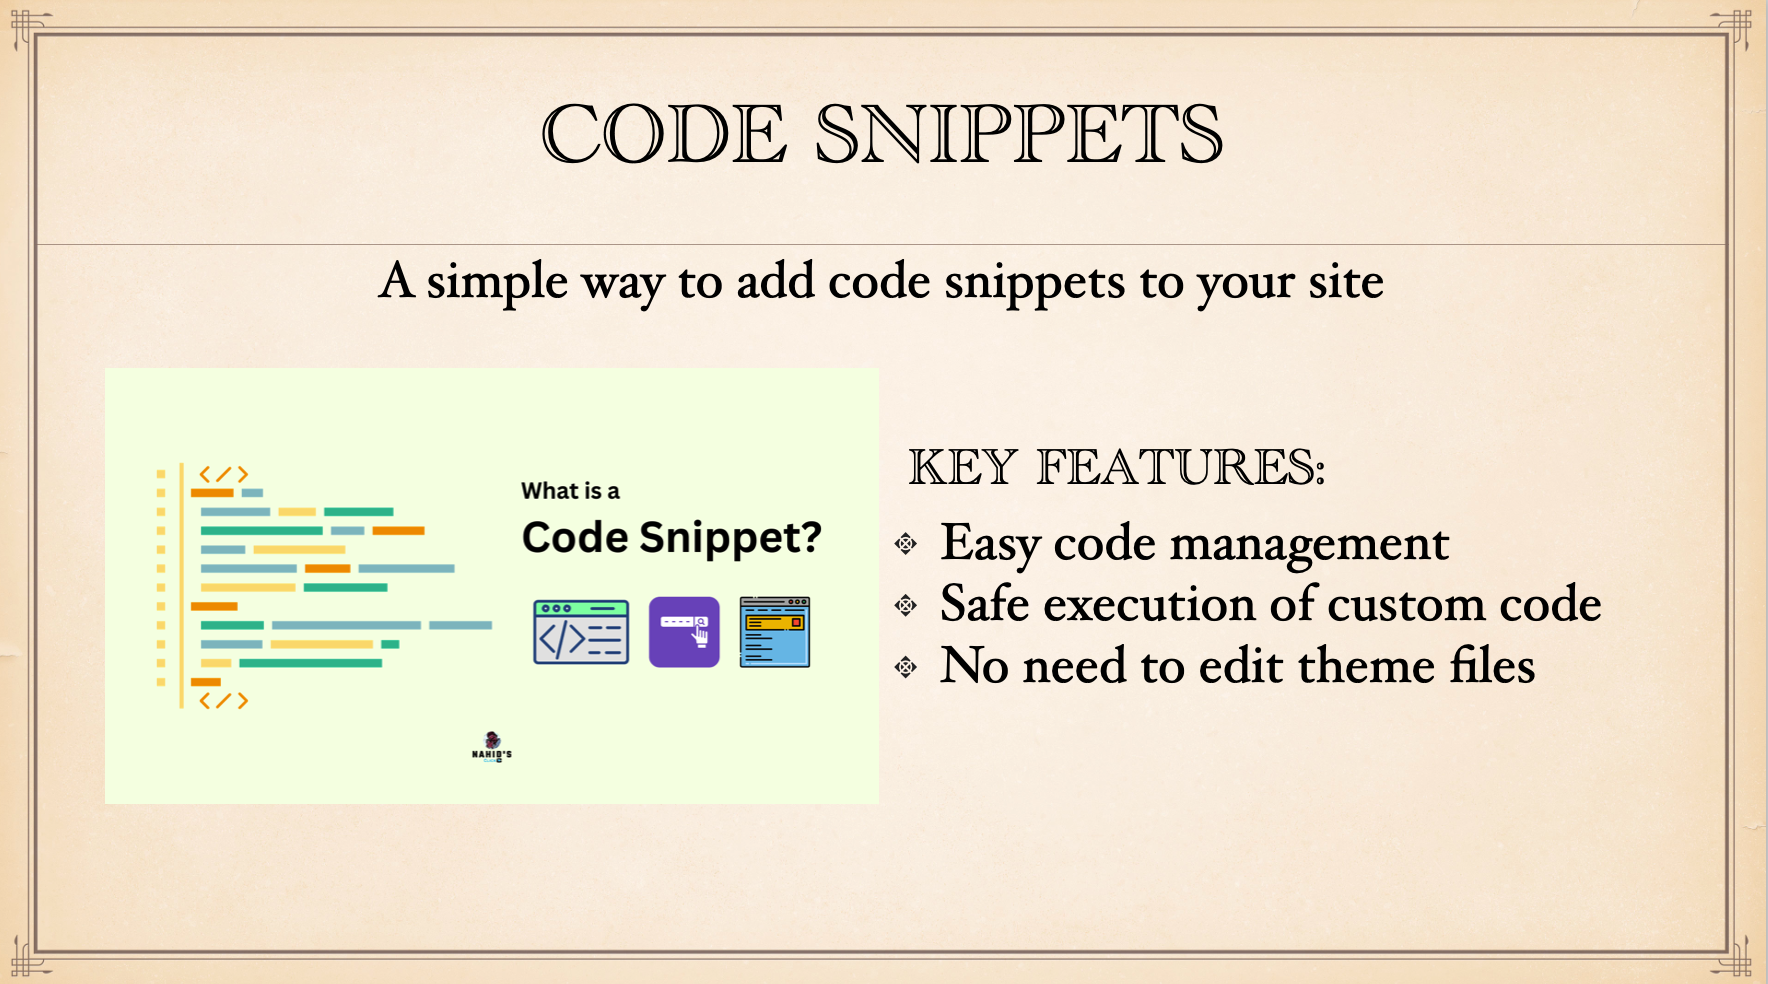 CODE SNIPPETS
A simple way to add code snippets to your site
What is a
Code Snippet?
NAHID'S
KEY FEATURES:
Easy code management
Safe execution of custom code
No need to edit theme files